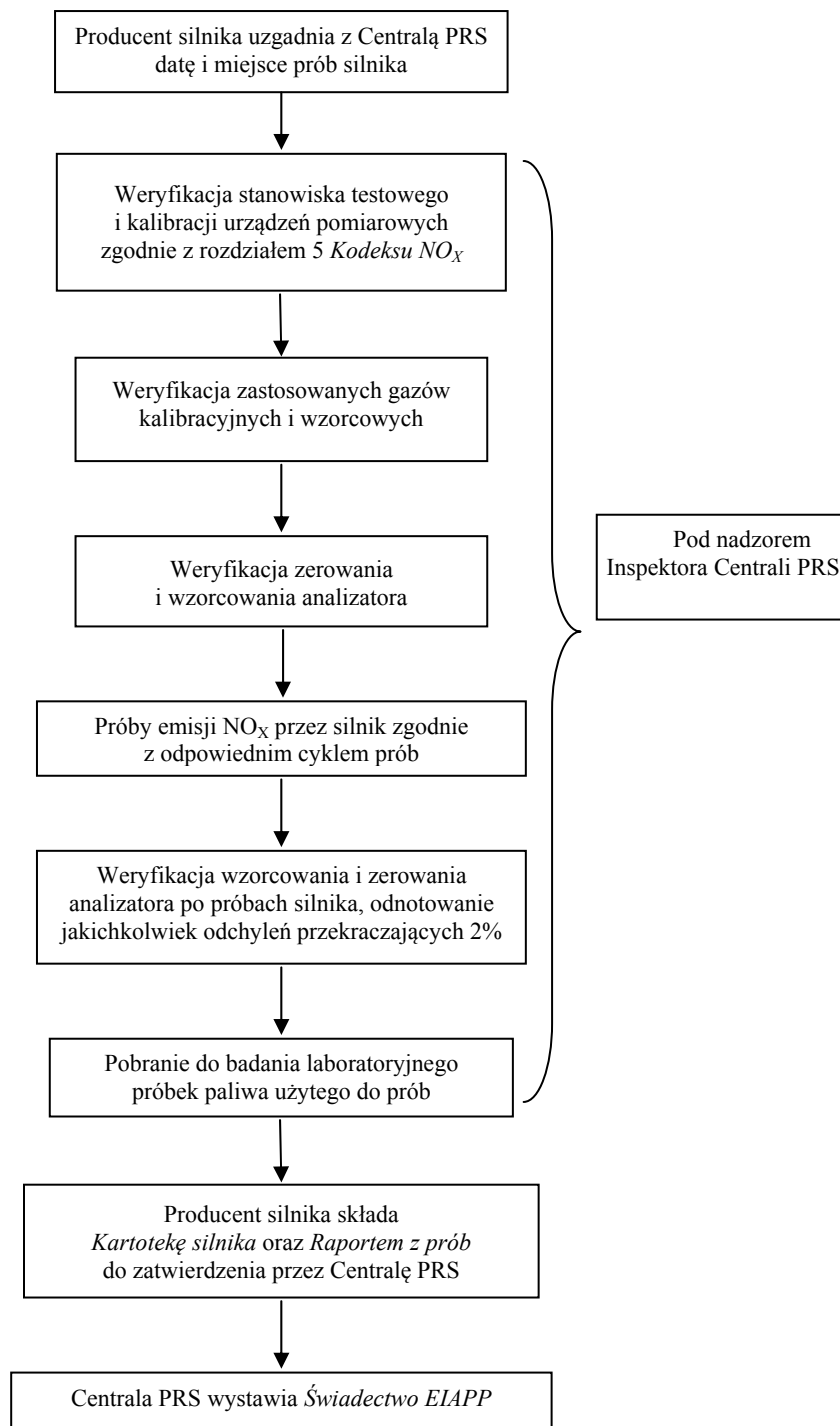 Producent silnika uzgadnia z Centralą PRS
datę i miejsce prób silnika
Weryfikacja stanowiska testowego
i kalibracji urządzeń pomiarowych
zgodnie z rozdziałem 5 Kodeksu NOX
Weryfikacja zastosowanych gazów
kalibracyjnych i wzorcowych
Weryfikacja zerowania
i wzorcowania analizatora
Próby emisji NOX przez silnik zgodnie
z odpowiednim cyklem prób
Weryfikacja wzorcowania i zerowania
analizatora po próbach silnika, odnotowanie
jakichkolwiek odchyleń przekraczających 2%
Pobranie do badania laboratoryjnego
próbek paliwa użytego do prób
Pod nadzorem
Inspektora Centrali PRS
Producent silnika składa
Kartotekę silnika oraz Raportem z prób
do zatwierdzenia przez Centralę PRS
Centrala PRS wystawia Świadectwo EIAPP